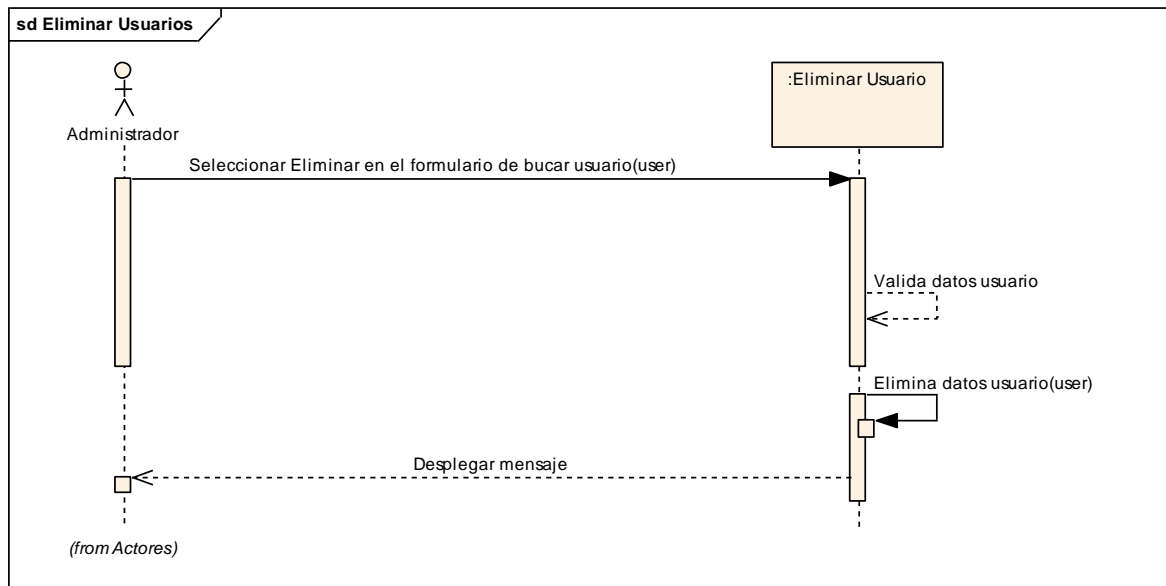 sd Eliminar Usuarios
:Eliminar Usuario
Administrador
Seleccionar Eliminar en el formulario de bucar usuario(user)
Valida datos usuario
Elimina datos usuario(user)
Desplegar mensaje
(from Actores)